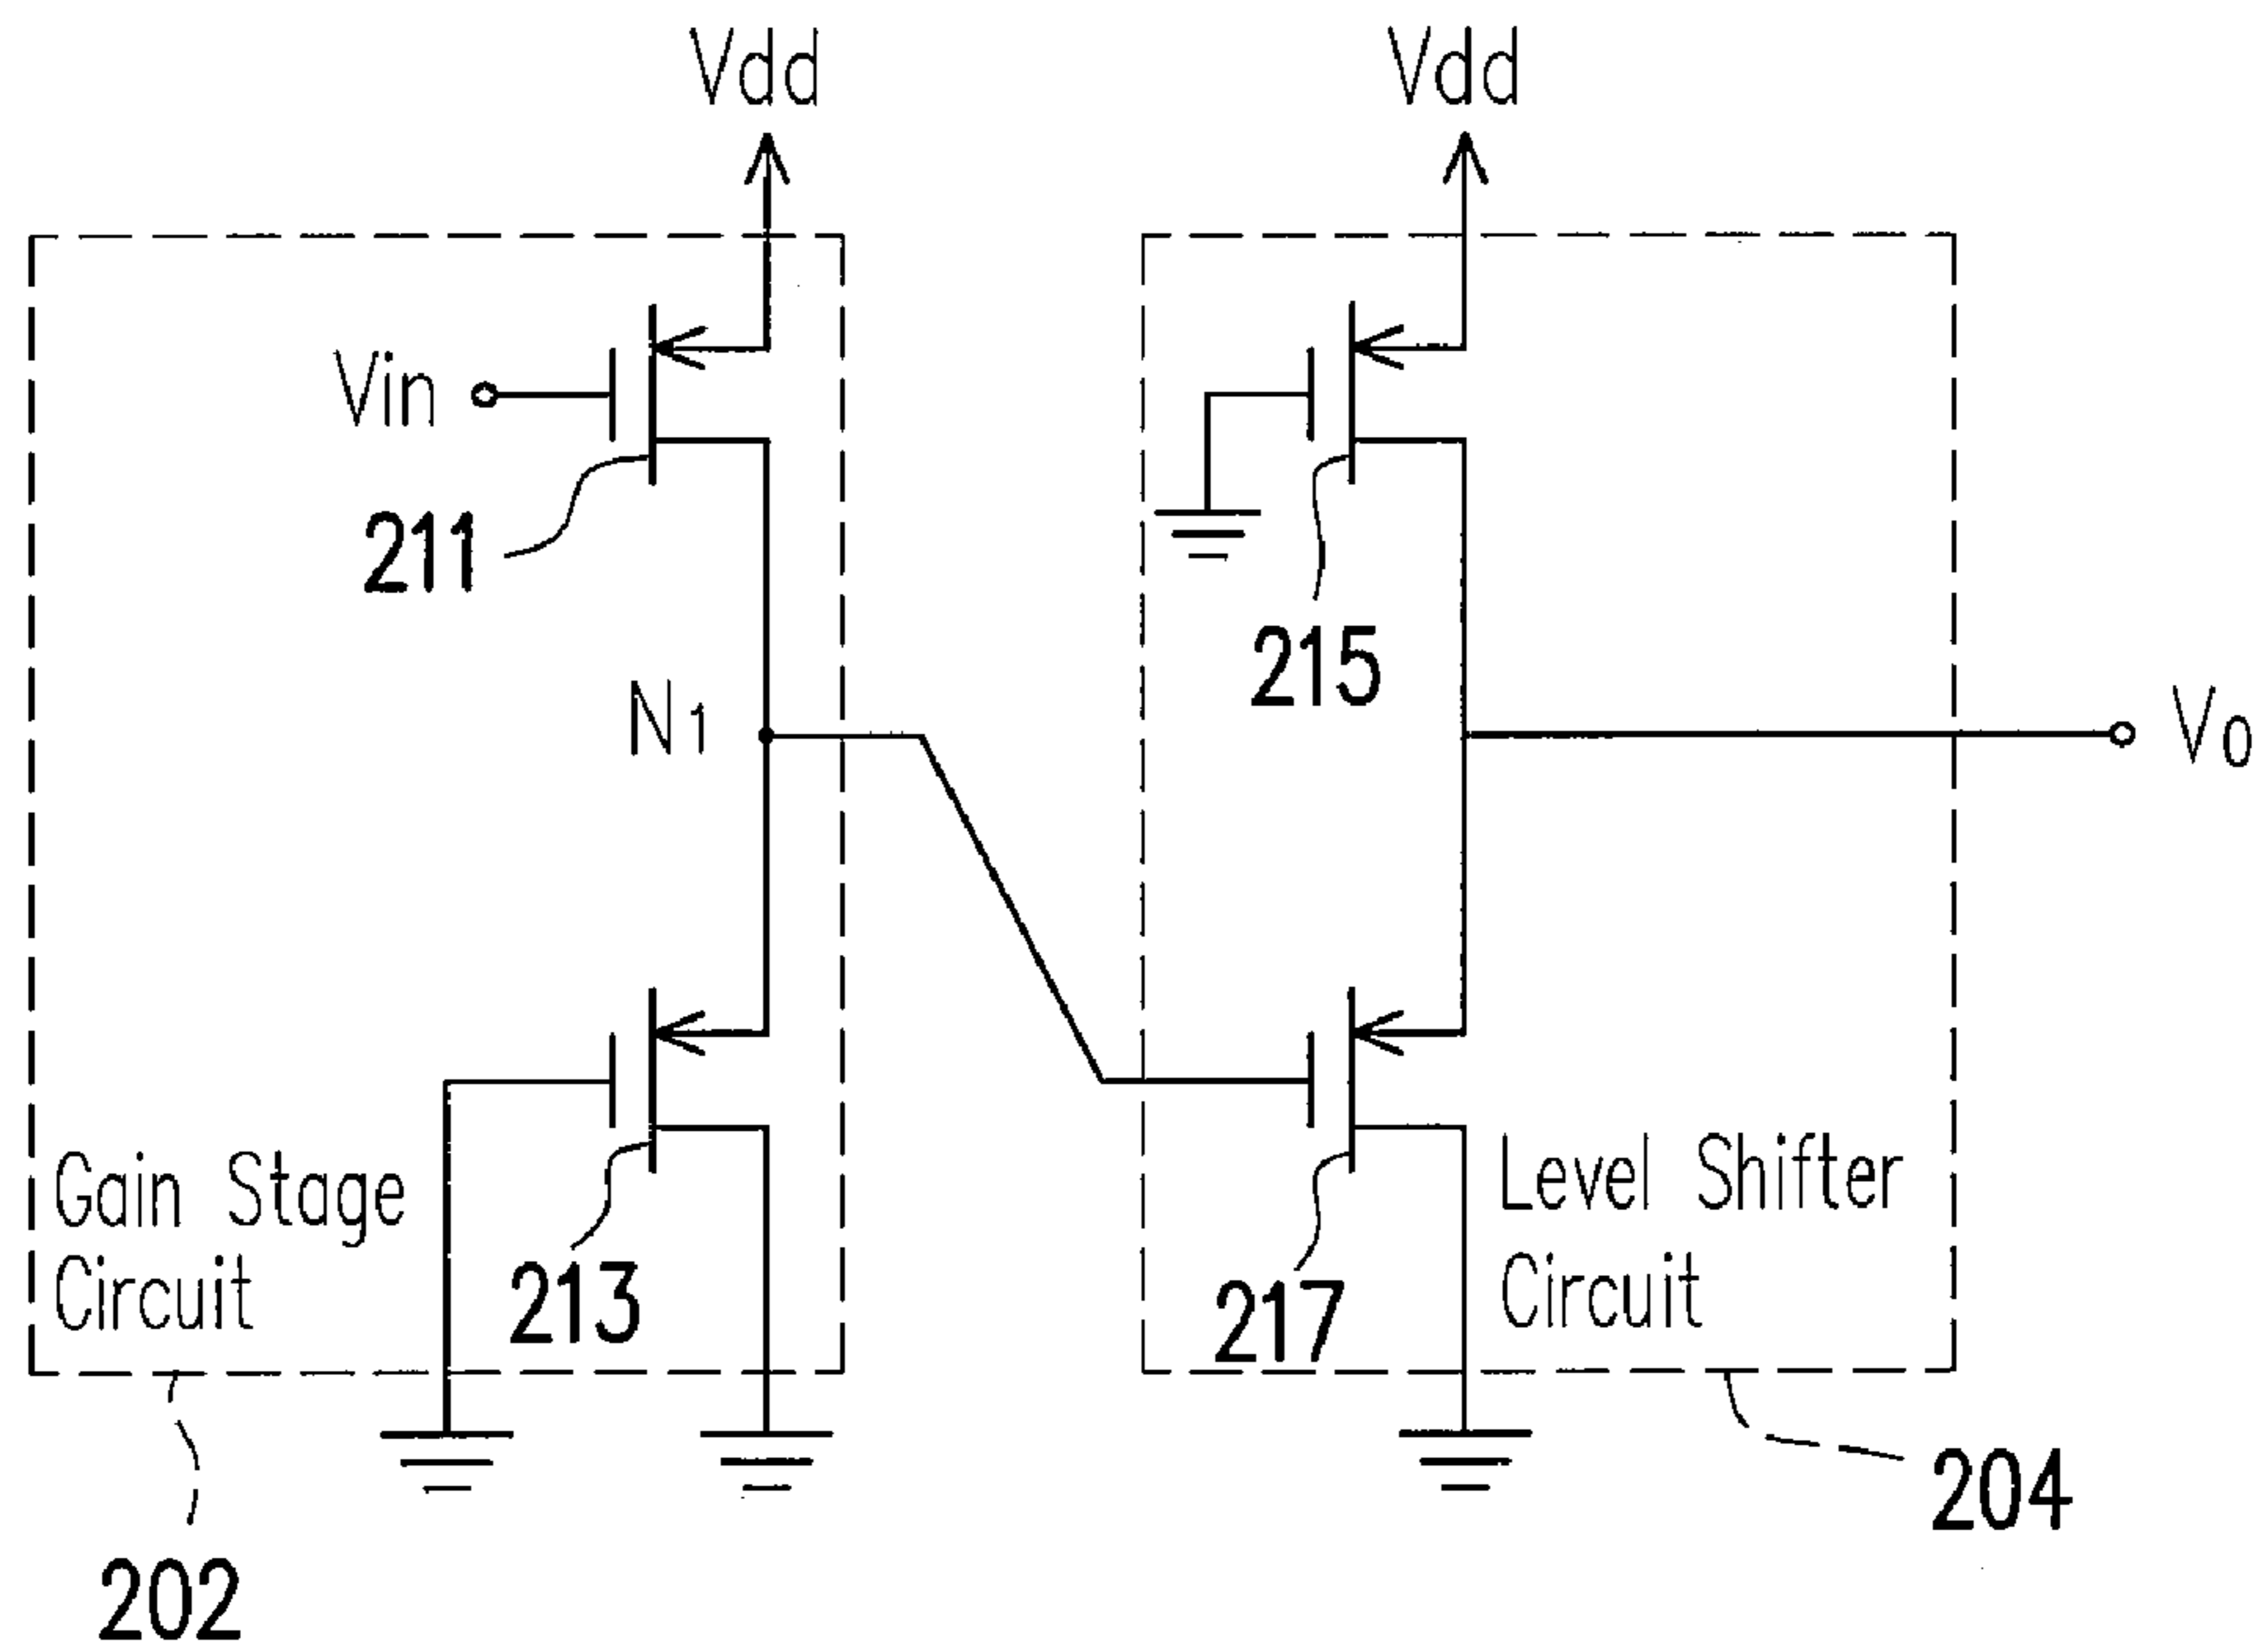 Vdd
Vdd
Vin
211
215
N1
Vo
Gain Stage
Circuit
213
Level Shifter
Circuit
217
202
204